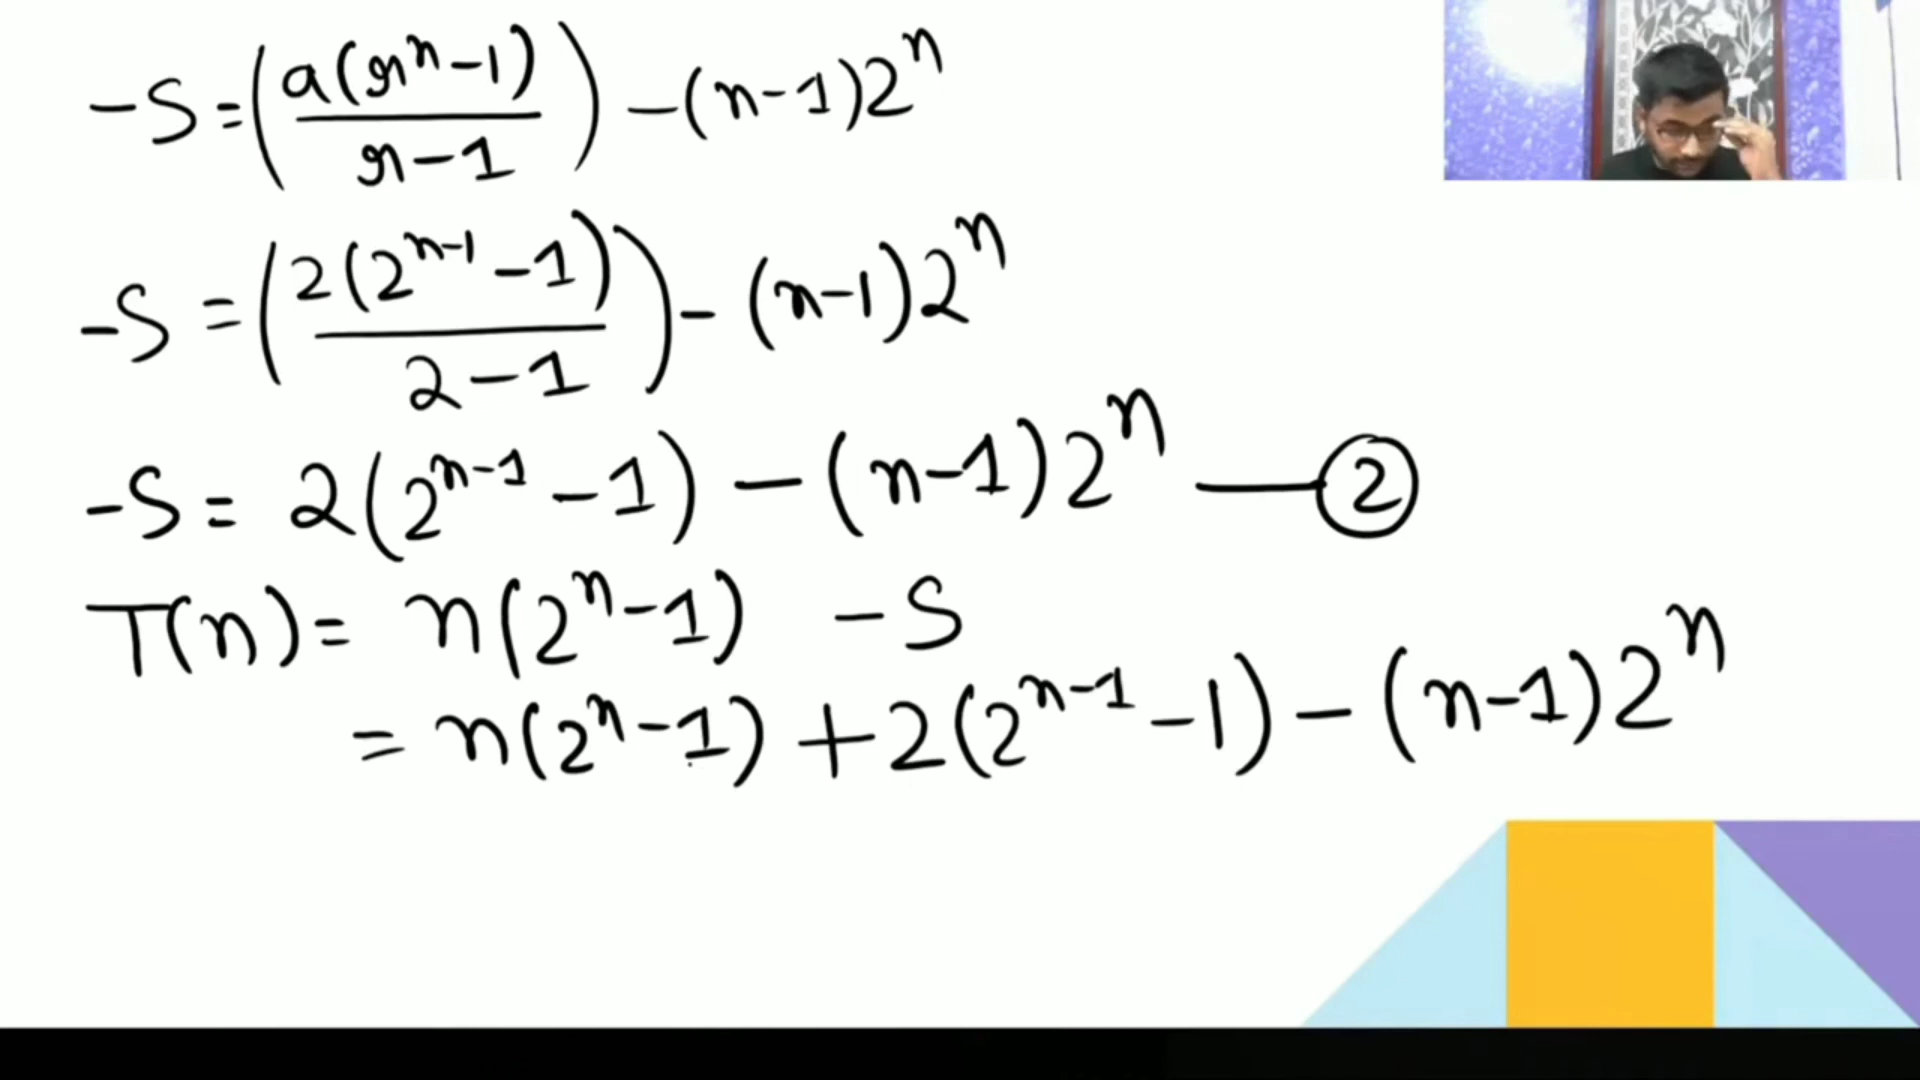 -S = (a(r^n - 1) / r - 1) - (n-1)2^n
-S = (2(2^{n-1} - 1) / 2 - 1) - (n-1)2^n
-S = 2(2^{n-1} - 1) - (n-1)2^n — ②
T(n) = n(2^n - 1) - S
= n(2^n - 1) + 2(2^{n-1} - 1) - (n-1)2^n